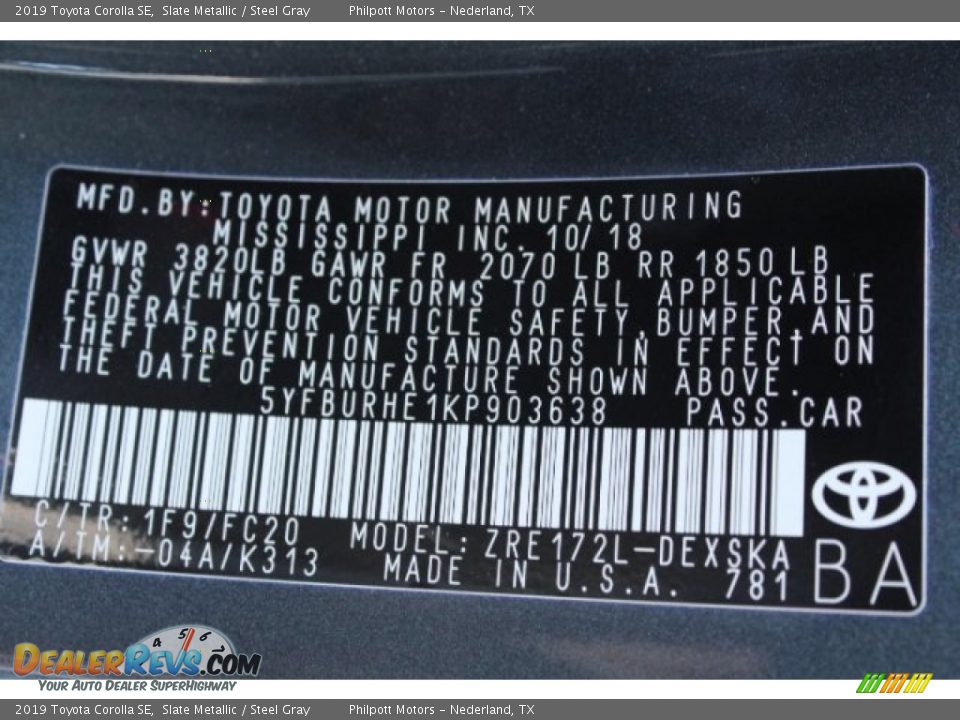 2019 Toyota Corolla SE, Slate Metallic / Steel Gray Philpott Motors – Nederland, TX
MFD.BY:TOYOTA MOTOR MANUFACTURING
MISSISSIPPI INC. 10/18
GVWR 3820LB GAWR FR 2070 LB RR 1850 LB
THIS VEHICLE CONFORMS TO ALL APPLICABLE
FEDERAL MOTOR VEHICLE SAFETY,BUMPER,AND
THEFT PREVENTION STANDARDS IN EFFECT ON
THE DATE OF MANUFACTURE SHOWN ABOVE.
5YFBURHE1KP903638 PASS.CAR
C/TR: 1F9/FC20 MODEL: ZRE172L-DEXSKA
A/TM:-04A/K313 MADE IN U.S.A. 781 BA
4 5 6 7
DEALERREVS.COM
YOUR AUTO DEALER SUPERHIGHWAY
2019 Toyota Corolla SE, Slate Metallic / Steel Gray Philpott Motors – Nederland, TX